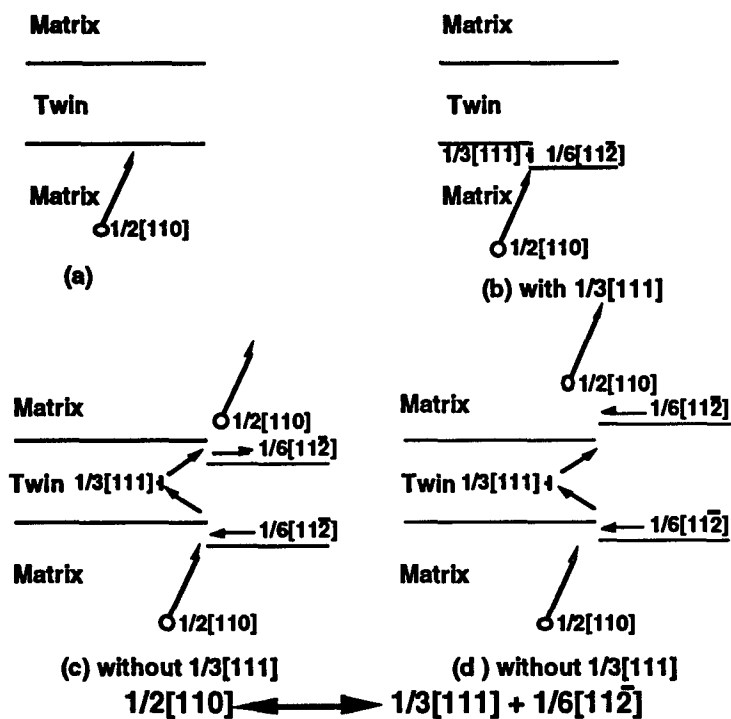 Matrix
Twin
Matrix
1/2[110]
(a)
Matrix
Twin
1/3[111] 1/6[112̄]
Matrix
1/2[110]
(b) with 1/3[111]
Matrix
1/2[110]
1/6[112̄]
Twin 1/3[111]
1/6[112̄]
Matrix
1/2[110]
(c) without 1/3[111]
1/2[110]
Matrix
1/6[112̄]
Twin 1/3[111]
1/6[112̄]
Matrix
1/2[110]
(d ) without 1/3[111]
1/2[110] ⟷ 1/3[111] + 1/6[112̄]